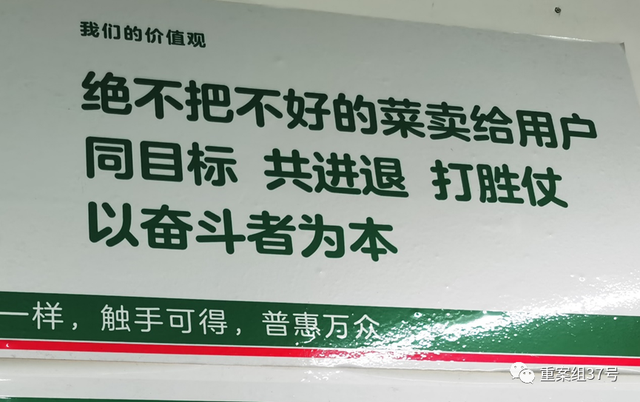 我们的价值观
绝不把不好的菜卖给用户
同目标 共进退 打胜仗
以奋斗者为本
一样，触手可得，普惠万众
重案组37号